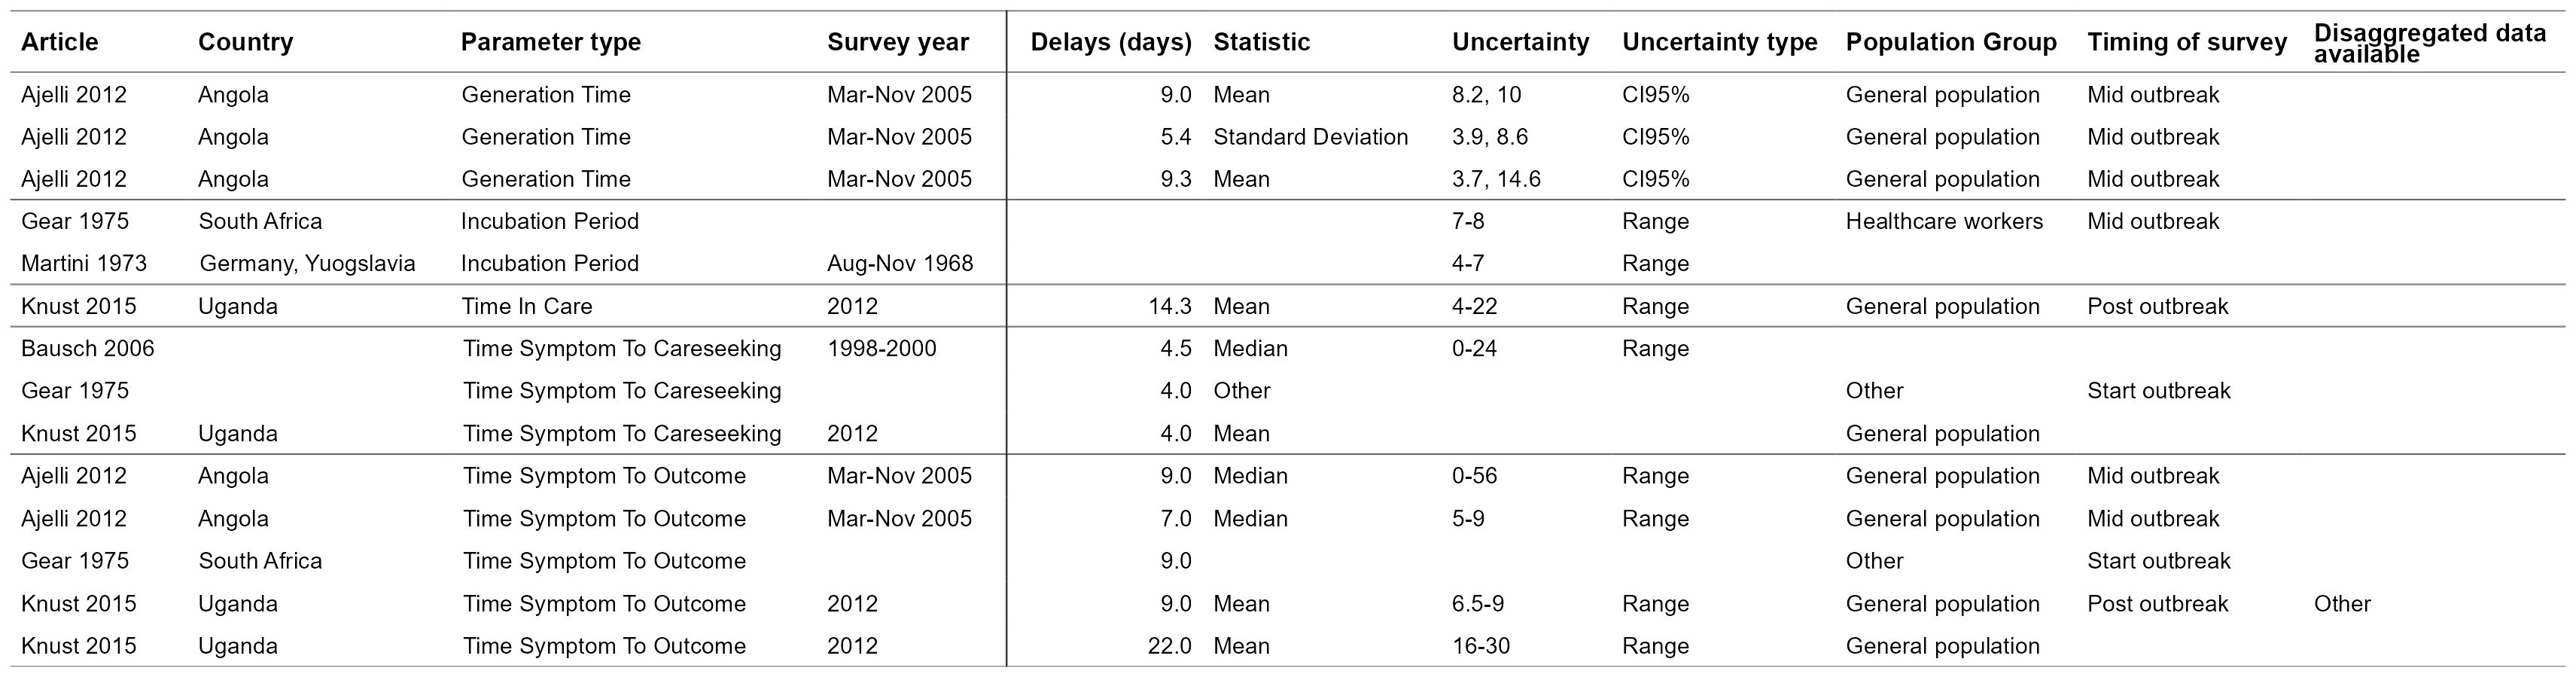 Article Country Parameter type Survey year Delays (days) Statistic Uncertainty Uncertainty type Population Group Timing of survey Disaggregated data available
Ajelli 2012 Angola Generation Time Mar-Nov 2005 9.0 Mean 8.2, 10 CI95% General population Mid outbreak
Ajelli 2012 Angola Generation Time Mar-Nov 2005 5.4 Standard Deviation 3.9, 8.6 CI95% General population Mid outbreak
Ajelli 2012 Angola Generation Time Mar-Nov 2005 9.3 Mean 3.7, 14.6 CI95% General population Mid outbreak
Gear 1975 South Africa Incubation Period 7-8 Range Healthcare workers Mid outbreak
Martini 1973 Germany, Yuogslavia Incubation Period Aug-Nov 1968 4-7 Range
Knust 2015 Uganda Time In Care 2012 14.3 Mean 4-22 Range General population Post outbreak
Bausch 2006 Time Symptom To Careseeking 1998-2000 4.5 Median 0-24 Range
Gear 1975 Time Symptom To Careseeking 4.0 Other Other Start outbreak
Knust 2015 Uganda Time Symptom To Careseeking 2012 4.0 Mean General population
Ajelli 2012 Angola Time Symptom To Outcome Mar-Nov 2005 9.0 Median 0-56 Range General population Mid outbreak
Ajelli 2012 Angola Time Symptom To Outcome Mar-Nov 2005 7.0 Median 5-9 Range General population Mid outbreak
Gear 1975 South Africa Time Symptom To Outcome 9.0 Other Start outbreak
Knust 2015 Uganda Time Symptom To Outcome 2012 9.0 Mean 6.5-9 Range General population Post outbreak Other
Knust 2015 Uganda Time Symptom To Outcome 2012 22.0 Mean 16-30 Range General population